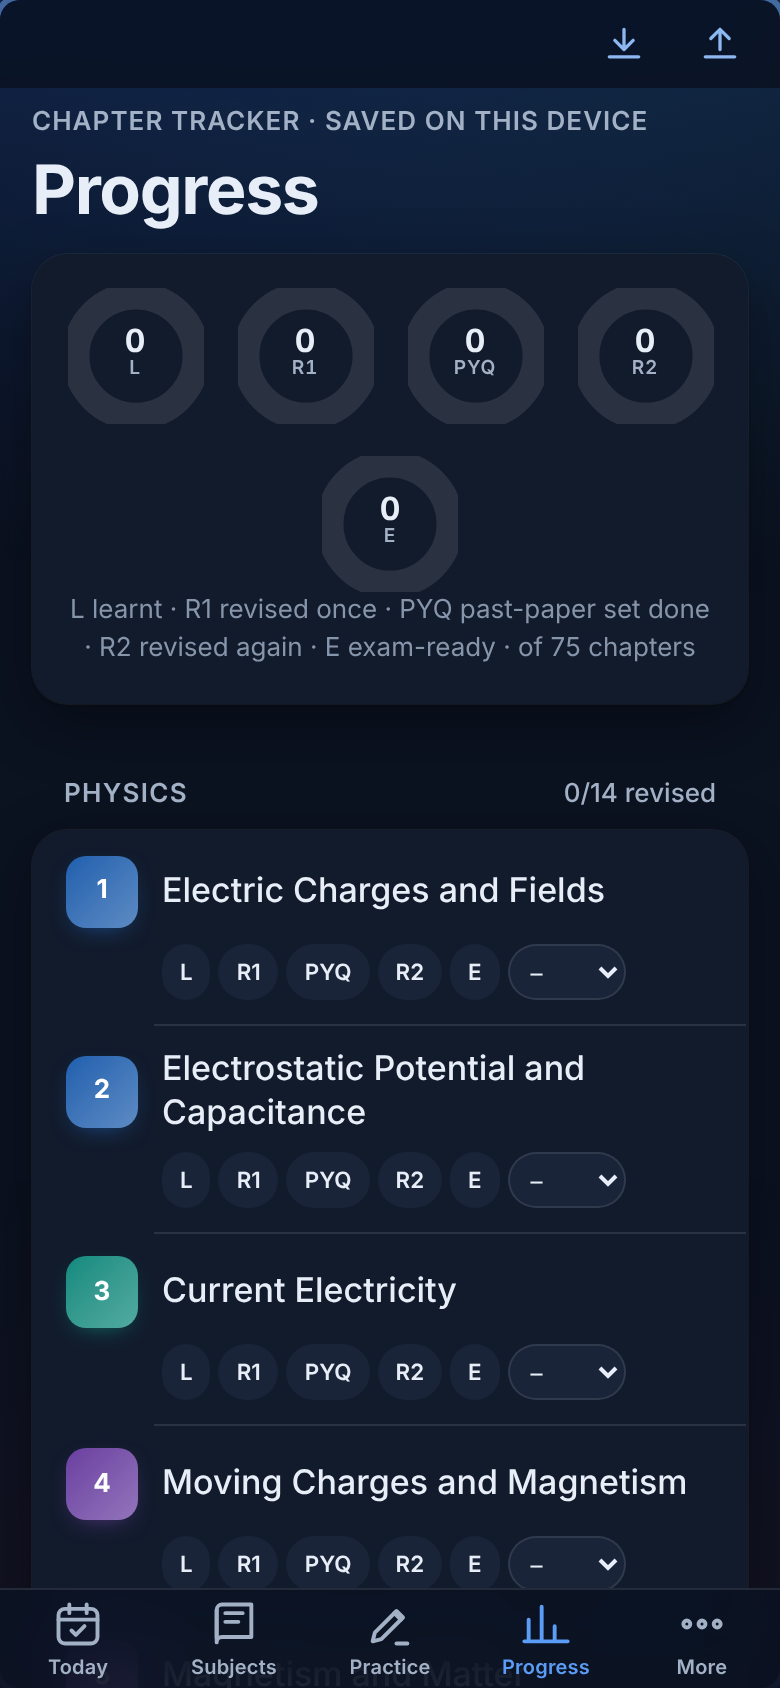 CHAPTER TRACKER · SAVED ON THIS DEVICE
Progress
0
L
0
R1
0
PYQ
0
R2
0
E
L learnt · R1 revised once · PYQ past-paper set done
· R2 revised again · E exam-ready · of 75 chapters
PHYSICS 0/14 revised
1 Electric Charges and Fields
L R1 PYQ R2 E –
2 Electrostatic Potential and
Capacitance
L R1 PYQ R2 E –
3 Current Electricity
L R1 PYQ R2 E –
4 Moving Charges and Magnetism
L R1 PYQ R2 E –
Magnetism and Matter
Today Subjects Practice Progress More